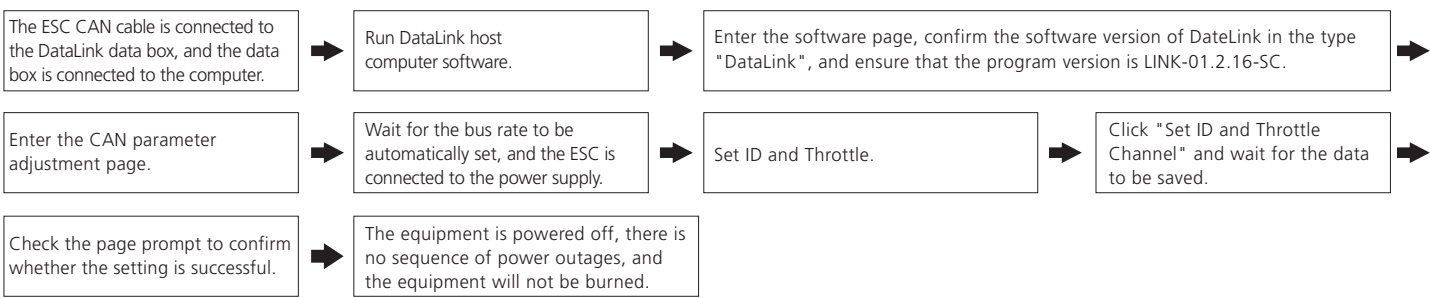 The ESC CAN cable is connected to
the DataLink data box, and the data
box is connected to the computer.
Run DataLink host
computer software.
Enter the software page, confirm the software version of DateLink in the type
"DataLink", and ensure that the program version is LINK-01.2.16-SC.
Enter the CAN parameter
adjustment page.
Wait for the bus rate to be
automatically set, and the ESC is
connected to the power supply.
Set ID and Throttle.
Click "Set ID and Throttle
Channel" and wait for the data
to be saved.
Check the page prompt to confirm
whether the setting is successful.
The equipment is powered off, there is
no sequence of power outages, and
the equipment will not be burned.